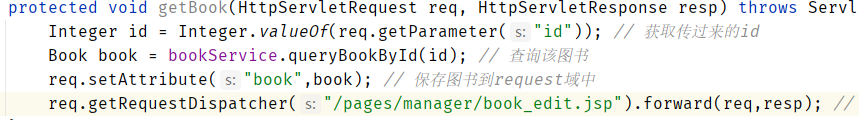 protected void getBook(HttpServletRequest req, HttpServletResponse resp) throws Servl
Integer id = Integer.valueOf(req.getParameter( s: "id")); // 获取传过来的id
Book book = bookService.queryBookById(id); // 查询该图书
req.setAttribute( s: "book",book); // 保存图书到request域中
req.getRequestDispatcher( s: "/pages/manager/book_edit.jsp").forward(req,resp); //